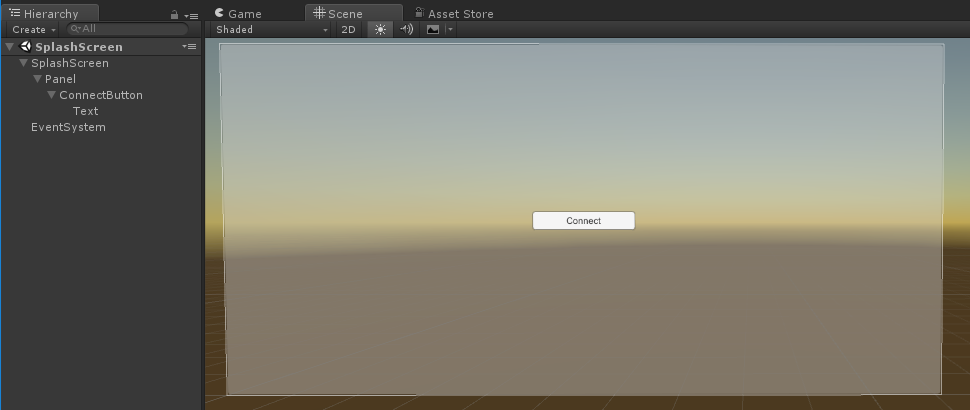 Hierarchy
Create
All
SplashScreen
SplashScreen
Panel
ConnectButton
Text
EventSystem
Game
Scene
Asset Store
Shaded
2D
Connect